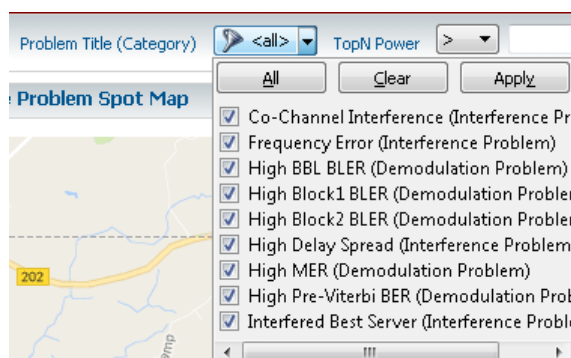 Problem Title (Category) <all> TopN Power >
All Clear Apply
Problem Spot Map
Co-Channel Interference (Interference Pr
Frequency Error (Interference Problem)
High BBL BLER (Demodulation Problem)
High Block1 BLER (Demodulation Proble
High Block2 BLER (Demodulation Proble
High Delay Spread (Interference Problem
High MER (Demodulation Problem)
High Pre-Viterbi BER (Demodulation Prob
Interfered Best Server (Interference Proble
202